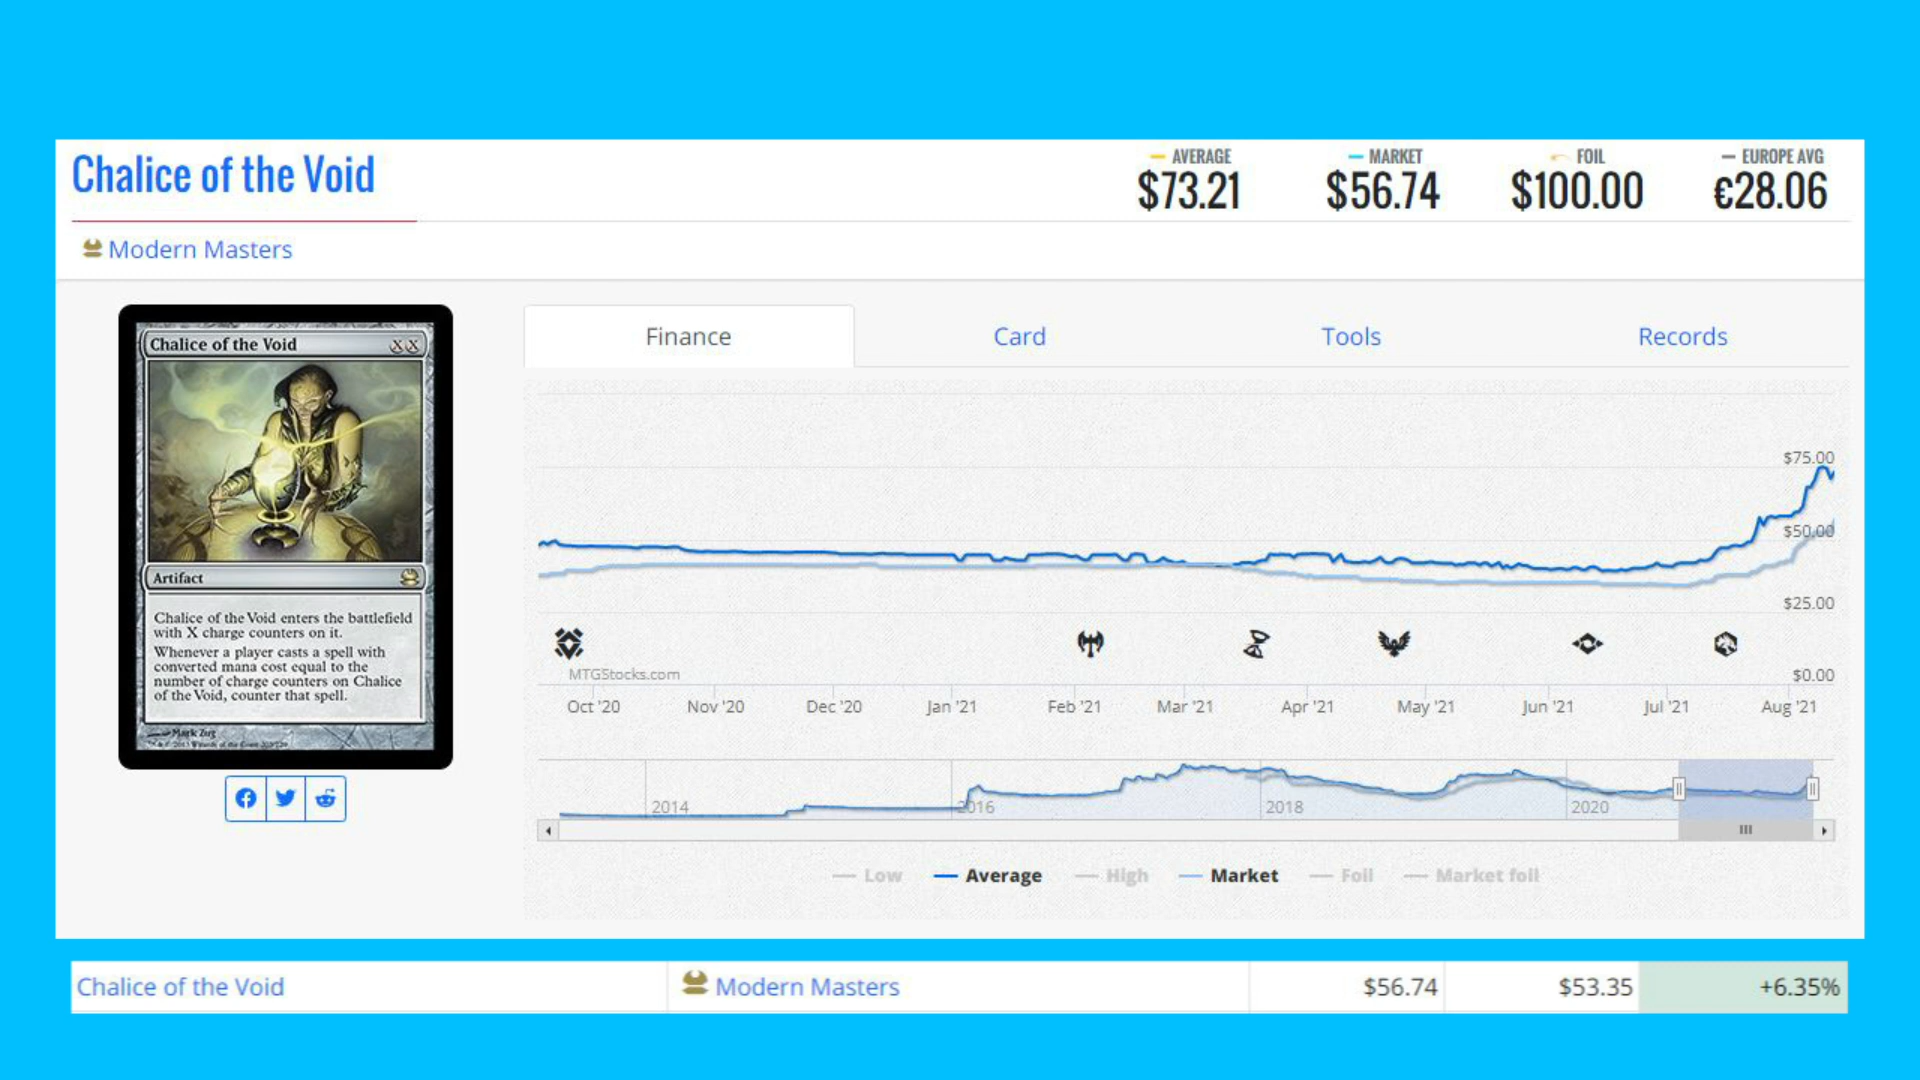 Chalice of the Void
AVERAGE
$73.21
MARKET
$56.74
FOIL
$100.00
EUROPE AVG
€28.06
Modern Masters
Chalice of the Void XX
Artifact
Chalice of the Void enters the battlefield
with X charge counters on it.
Whenever a player casts a spell with
converted mana cost equal to the
number of charge counters on Chalice
of the Void, counter that spell.
Mark Zug
Finance
Card
Tools
Records
$75.00
$50.00
$25.00
$0.00
MTGStocks.com
Oct '20 Nov '20 Dec '20 Jan '21 Feb '21 Mar '21 Apr '21 May '21 Jun '21 Jul '21 Aug '21
2014 2016 2018 2020
Low Average High Market Foil Market foil
Chalice of the Void Modern Masters $56.74 $53.35 +6.35%